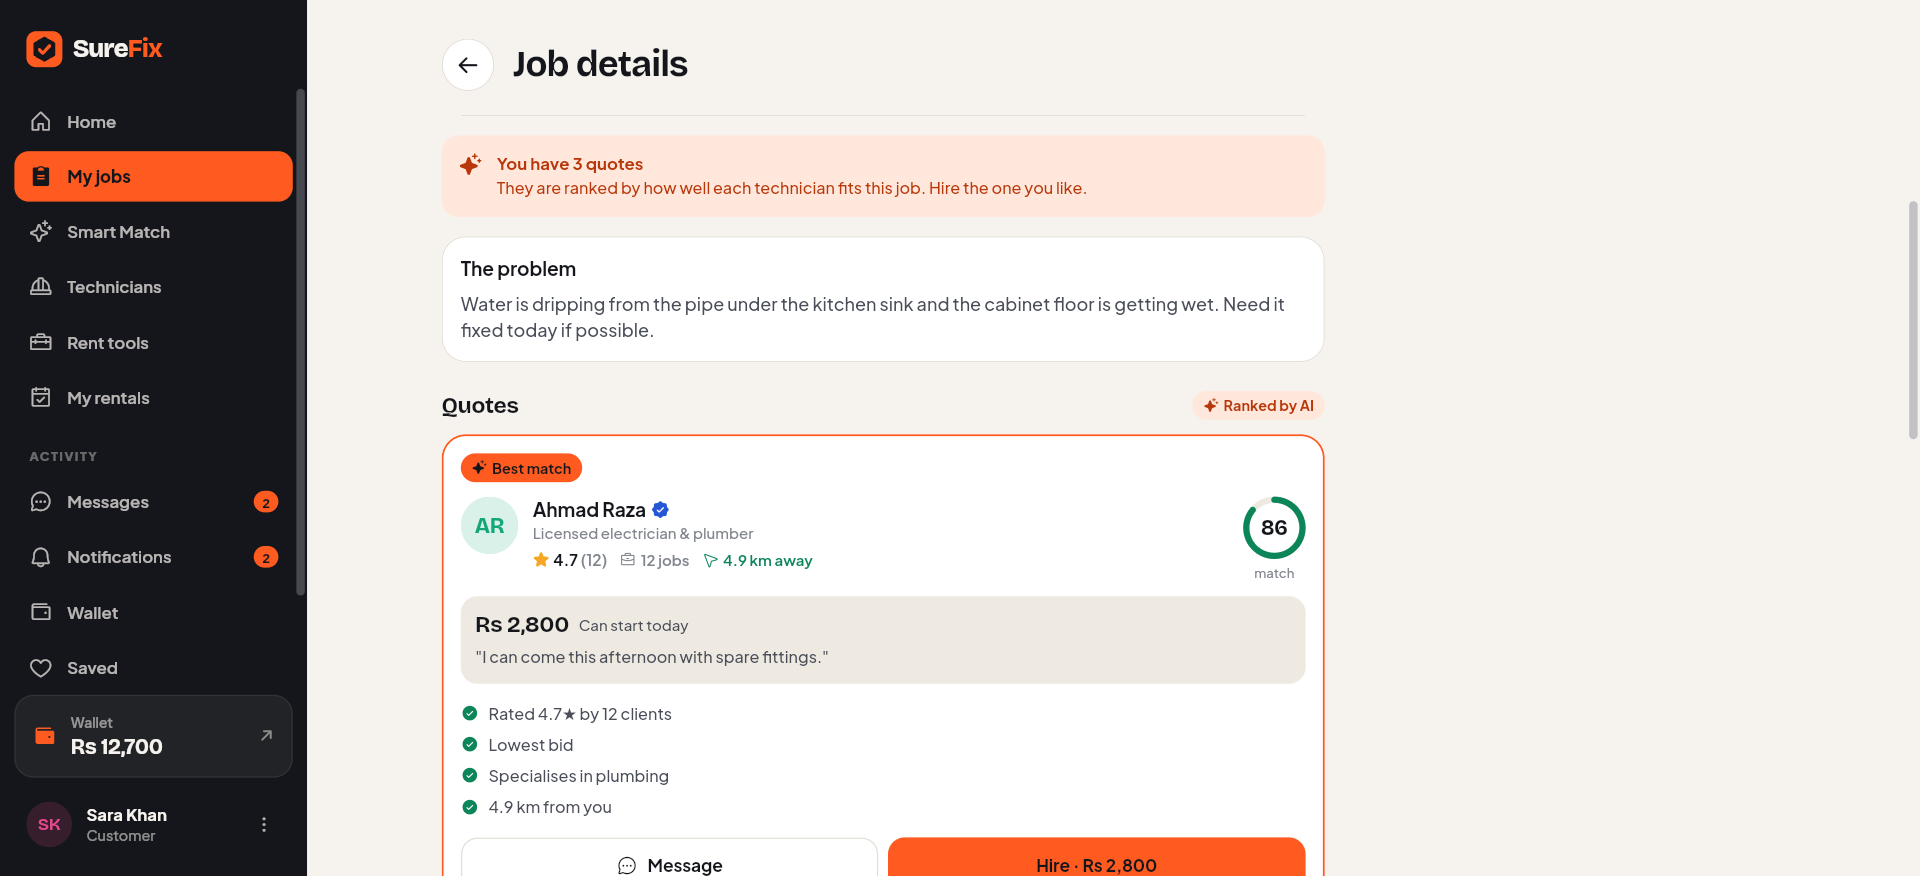 SureFix
Home
My jobs
Smart Match
Technicians
Rent tools
My rentals
ACTIVITY
Messages 2
Notifications 2
Wallet
Saved
Wallet
Rs 12,700
SK
Sara Khan
Customer
Job details
You have 3 quotes
They are ranked by how well each technician fits this job. Hire the one you like.
The problem
Water is dripping from the pipe under the kitchen sink and the cabinet floor is getting wet. Need it
fixed today if possible.
Quotes
Ranked by AI
Best match
AR
Ahmad Raza
Licensed electrician & plumber
4.7 (12) 12 jobs 4.9 km away
86
match
Rs 2,800 Can start today
"I can come this afternoon with spare fittings."
Rated 4.7★ by 12 clients
Lowest bid
Specialises in plumbing
4.9 km from you
Message
Hire · Rs 2,800